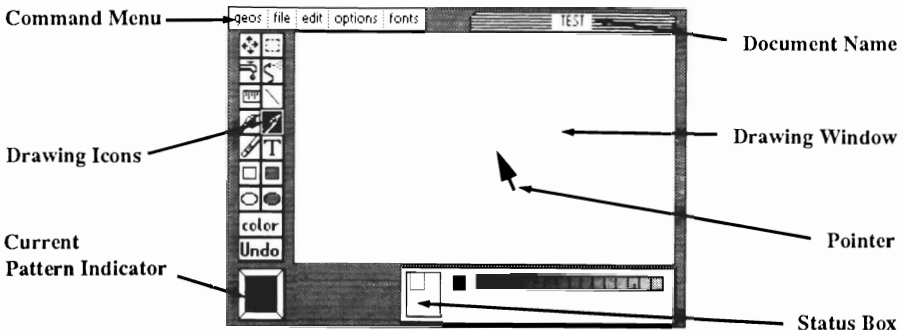 Command Menu
geos file edit options fonts
TEST
Document Name
Drawing Window
Drawing Icons
T
color
Undo
Current
Pattern Indicator
Pointer
Status Box